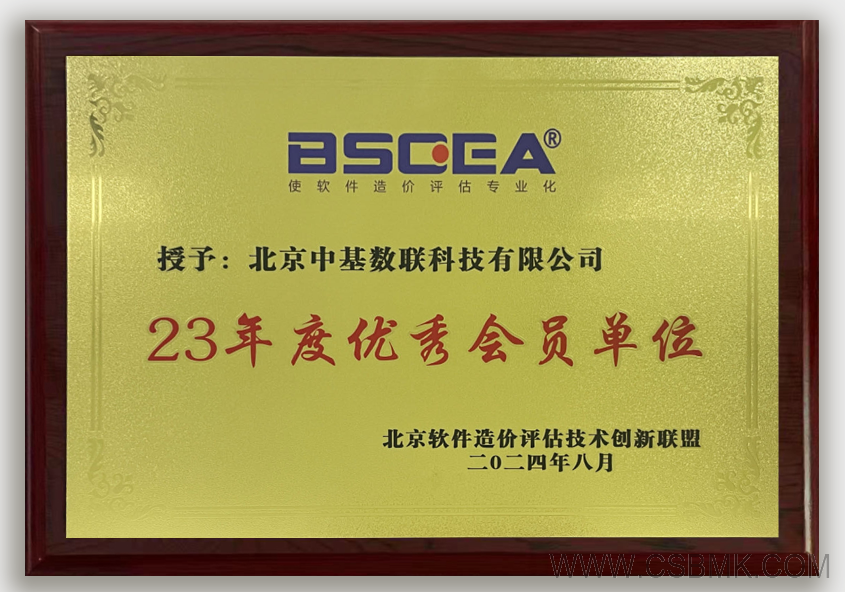 BSCEA®
使软件造价评估专业化
授予：北京中基数联科技有限公司
23年度优秀会员单位
北京软件造价评估技术创新联盟
二〇二四年八月
WWW.CSBMK.COM